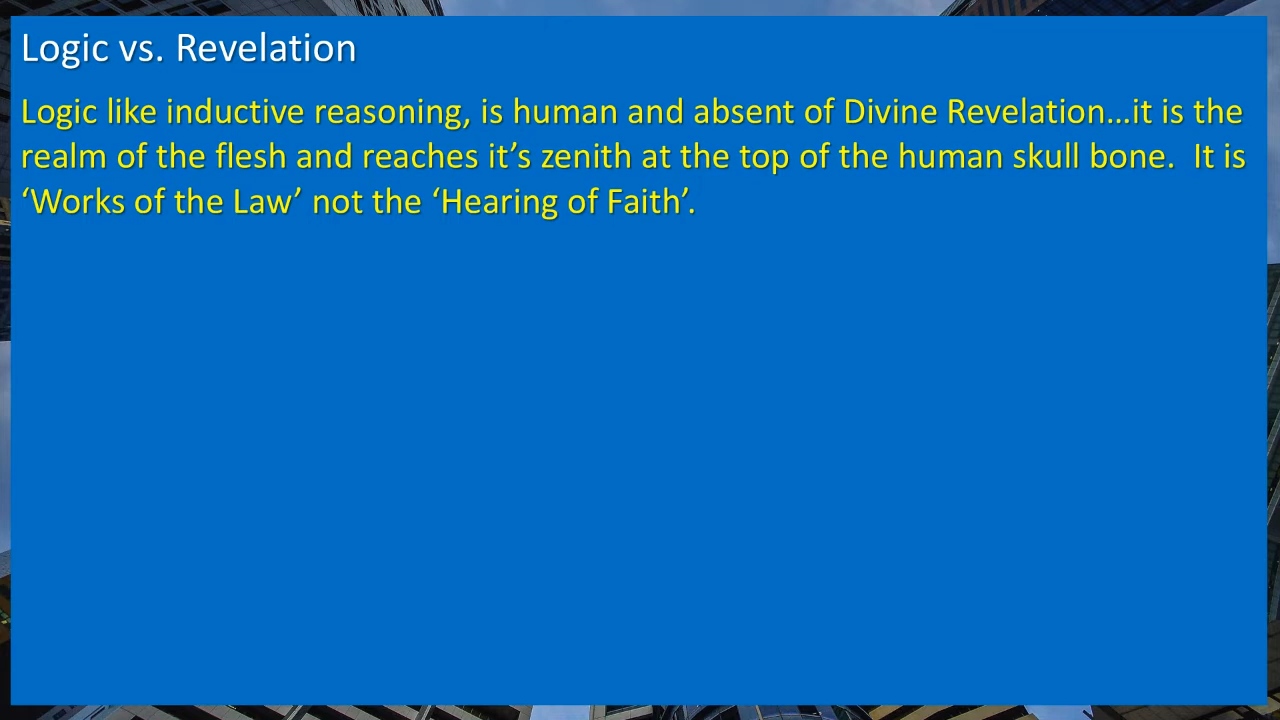 Logic vs. Revelation
Logic like inductive reasoning, is human and absent of Divine Revelation…it is the
realm of the flesh and reaches it’s zenith at the top of the human skull bone.  It is
‘Works of the Law’ not the ‘Hearing of Faith’.